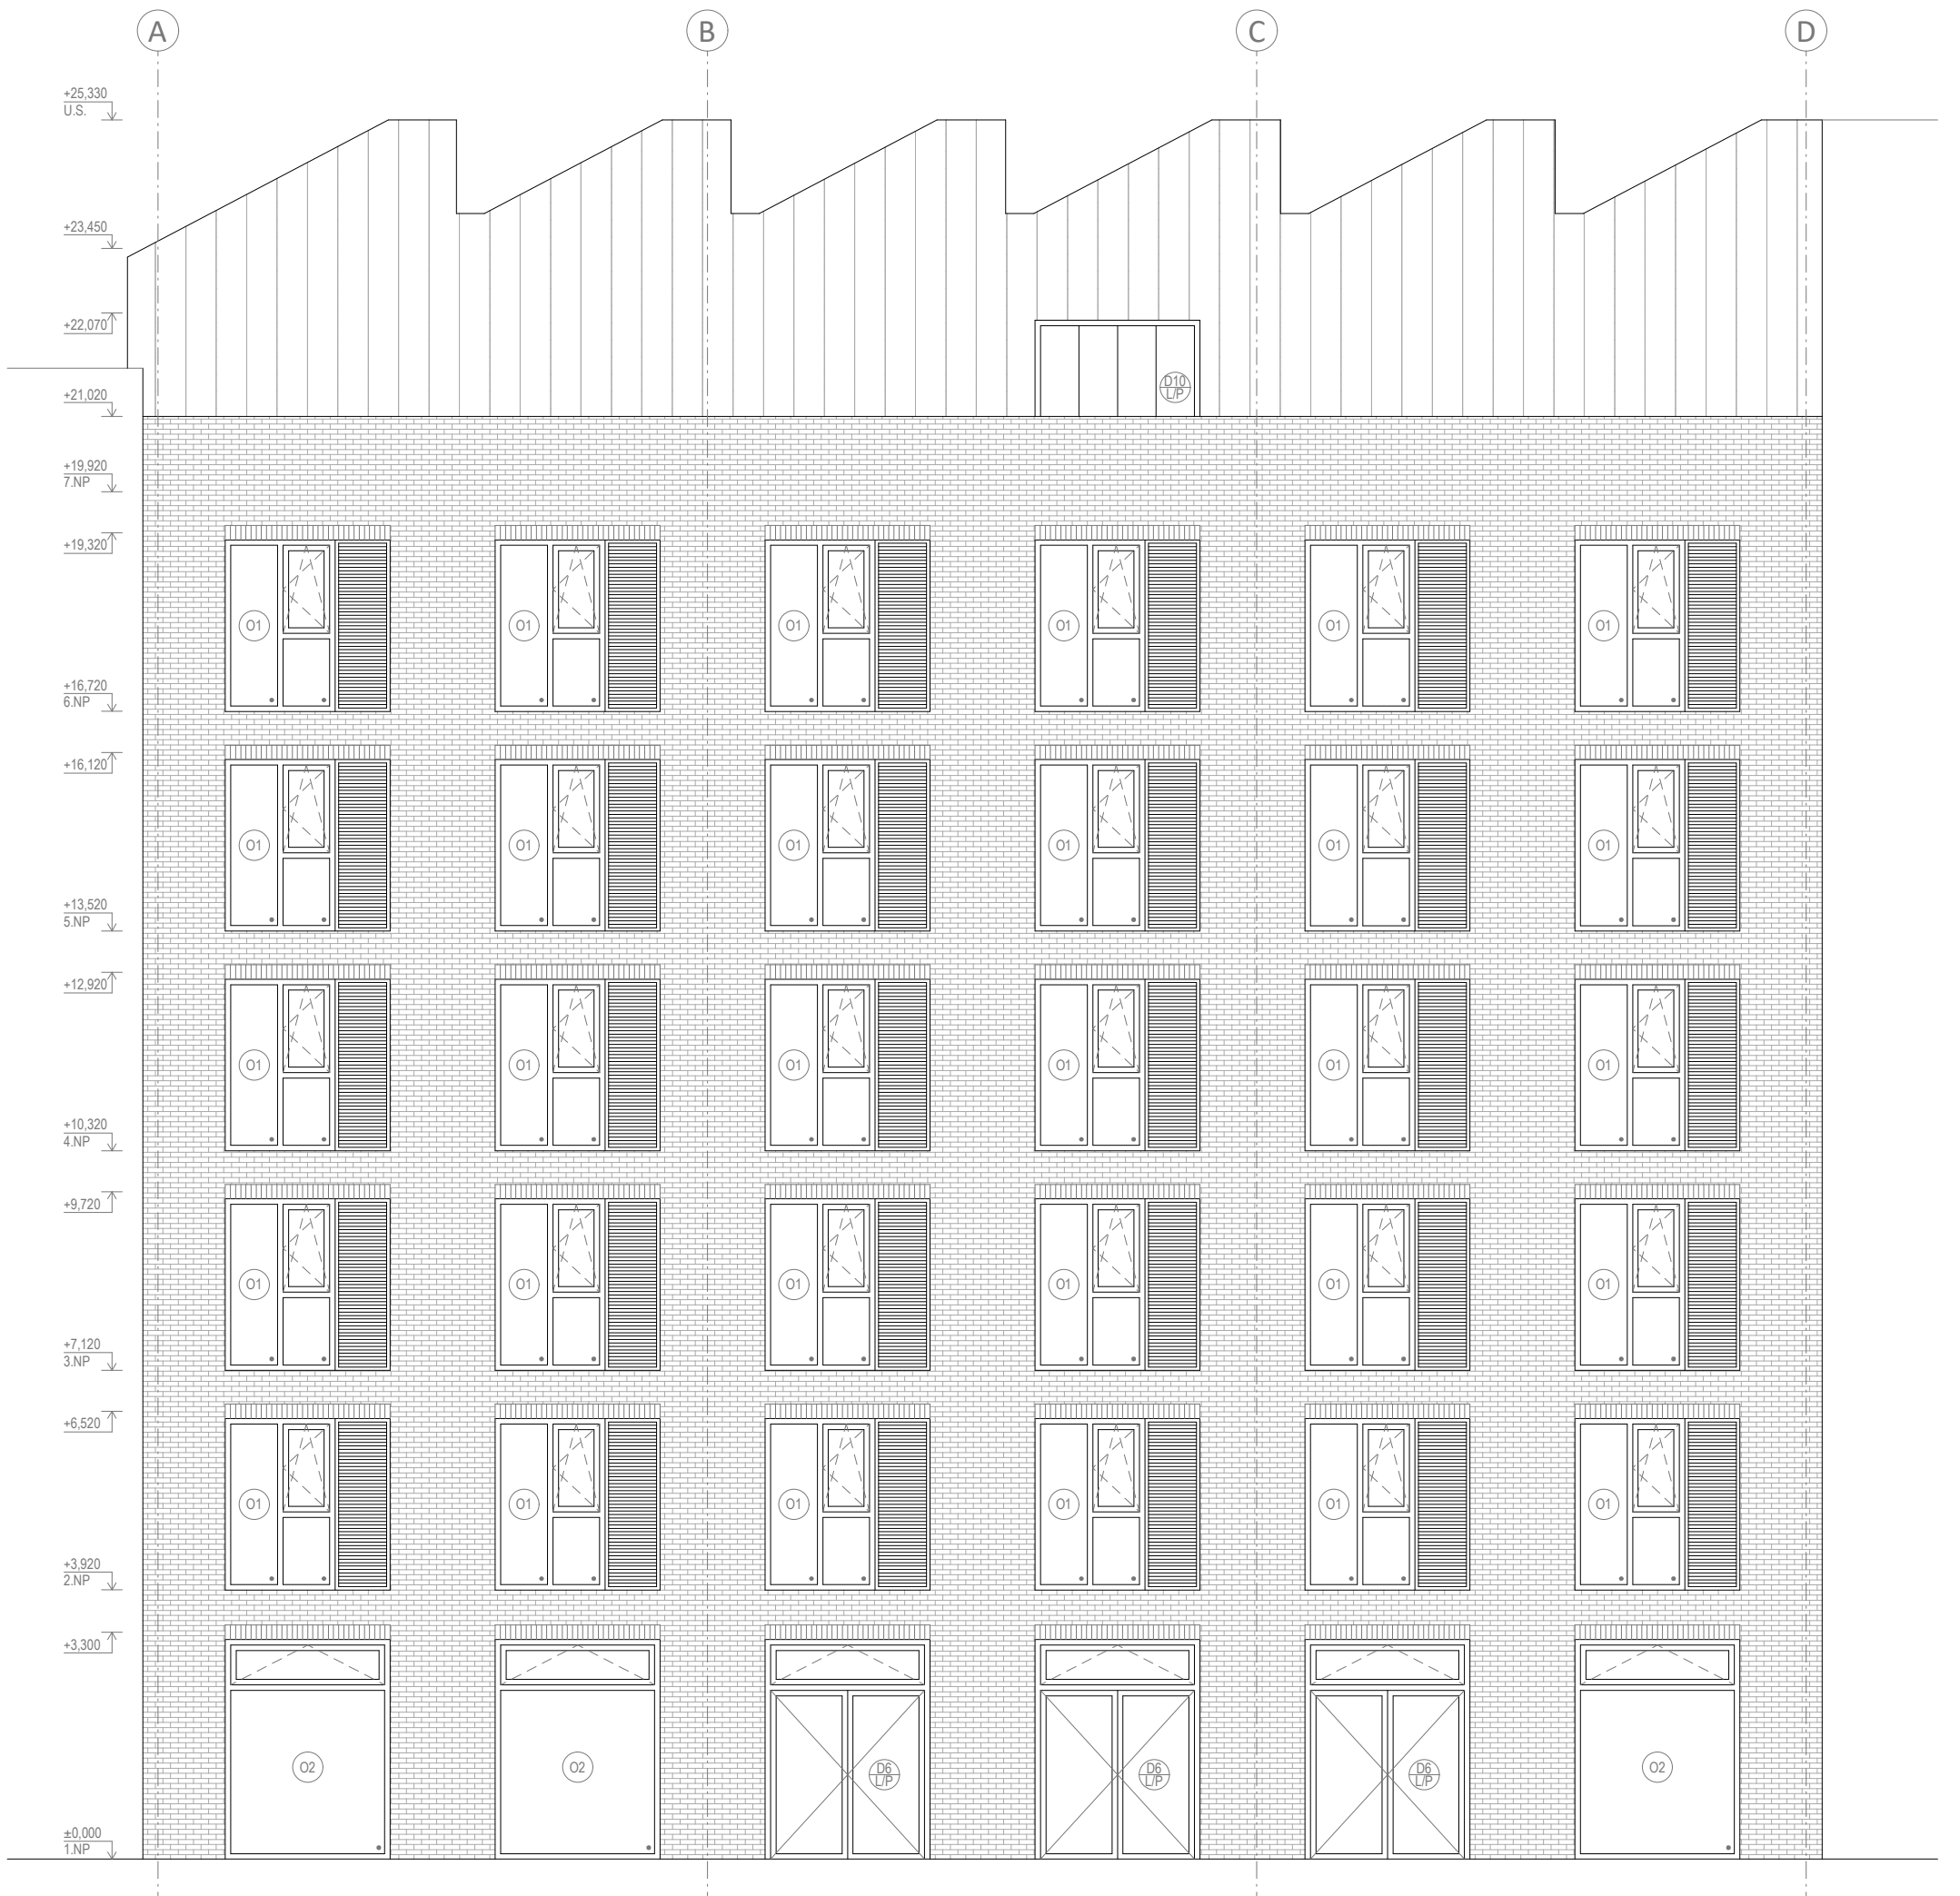 A B C D
+25,330
U.S.
+23,450
+22,070
D10
L/P
+21,020
+19,920
7.NP
+19,320
O1 O1 O1 O1 O1 O1
+16,720
6.NP
+16,120
O1 O1 O1 O1 O1 O1
+13,520
5.NP
+12,920
O1 O1 O1 O1 O1 O1
+10,320
4.NP
+9,720
O1 O1 O1 O1 O1 O1
+7,120
3.NP
+6,520
O1 O1 O1 O1 O1 O1
+3,920
2.NP
+3,300
O2 O2 D6 D6 D6 O2
L/P L/P L/P
±0,000
1.NP